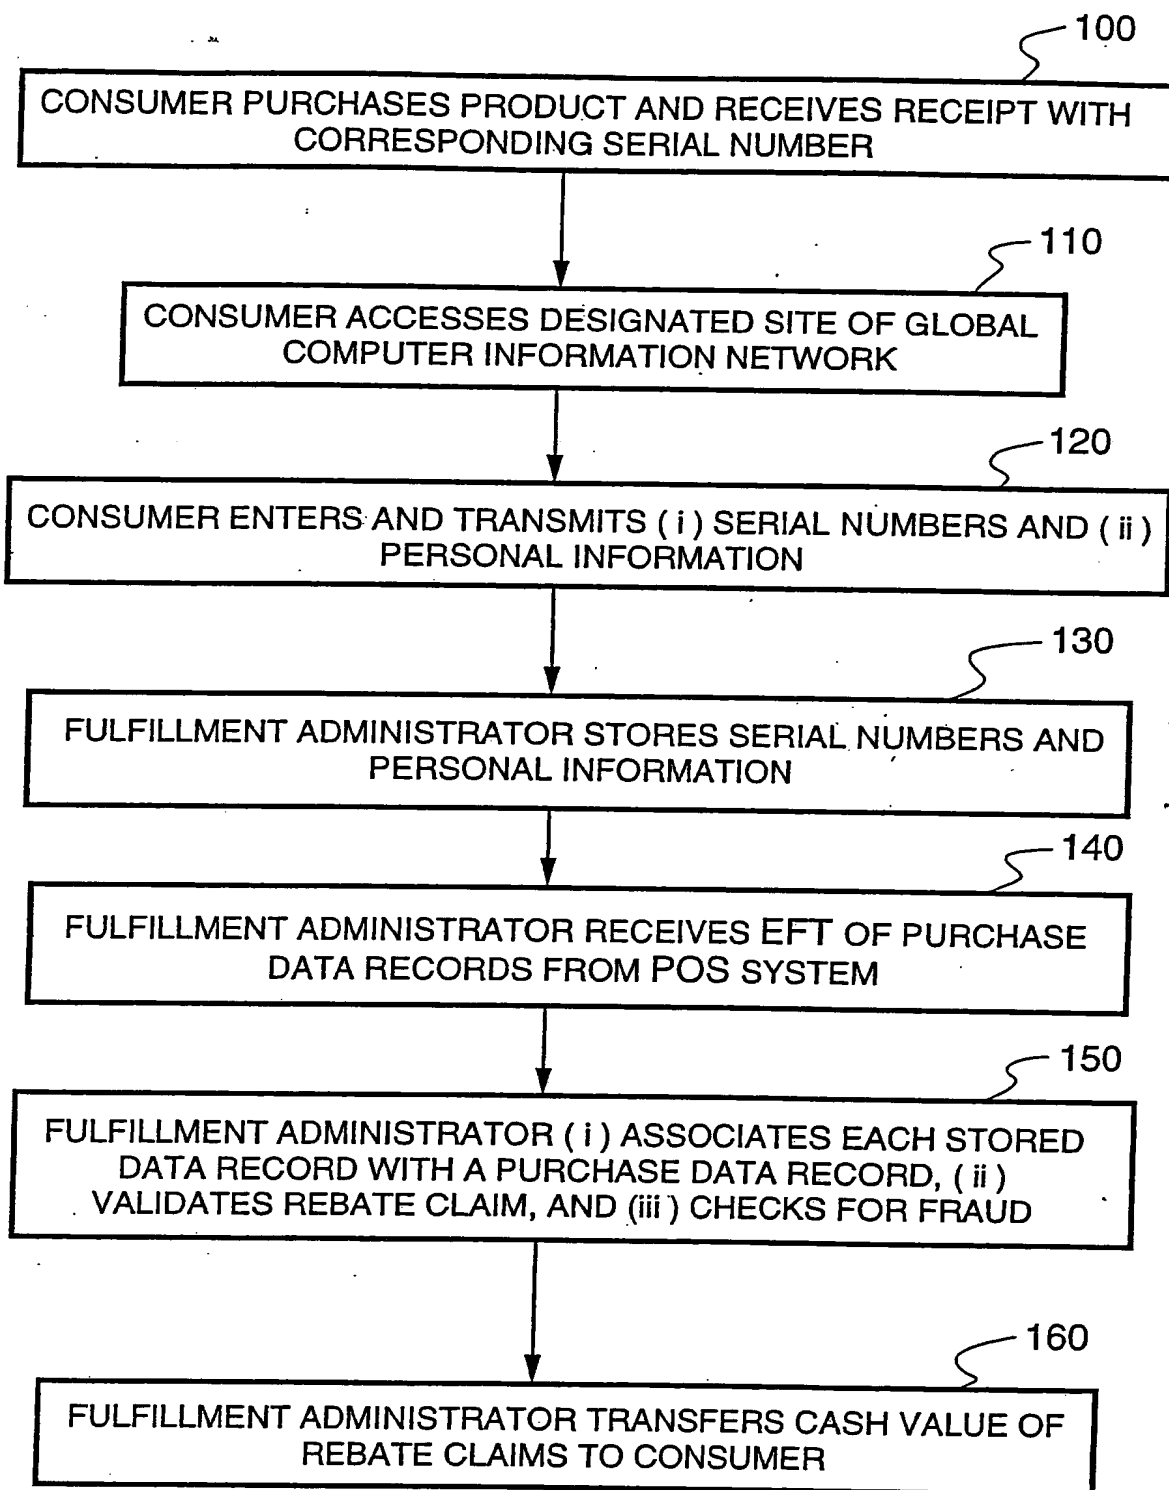 100
CONSUMER PURCHASES PRODUCT AND RECEIVES RECEIPT WITH
CORRESPONDING SERIAL NUMBER
110
CONSUMER ACCESSES DESIGNATED SITE OF GLOBAL
COMPUTER INFORMATION NETWORK
120
CONSUMER ENTERS AND TRANSMITS ( i ) SERIAL NUMBERS AND ( ii )
PERSONAL INFORMATION
130
FULFILLMENT ADMINISTRATOR STORES SERIAL NUMBERS AND
PERSONAL INFORMATION
140
FULFILLMENT ADMINISTRATOR RECEIVES EFT OF PURCHASE
DATA RECORDS FROM POS SYSTEM
150
FULFILLMENT ADMINISTRATOR ( i ) ASSOCIATES EACH STORED
DATA RECORD WITH A PURCHASE DATA RECORD, ( ii )
VALIDATES REBATE CLAIM, AND (iii ) CHECKS FOR FRAUD
160
FULFILLMENT ADMINISTRATOR TRANSFERS CASH VALUE OF
REBATE CLAIMS TO CONSUMER